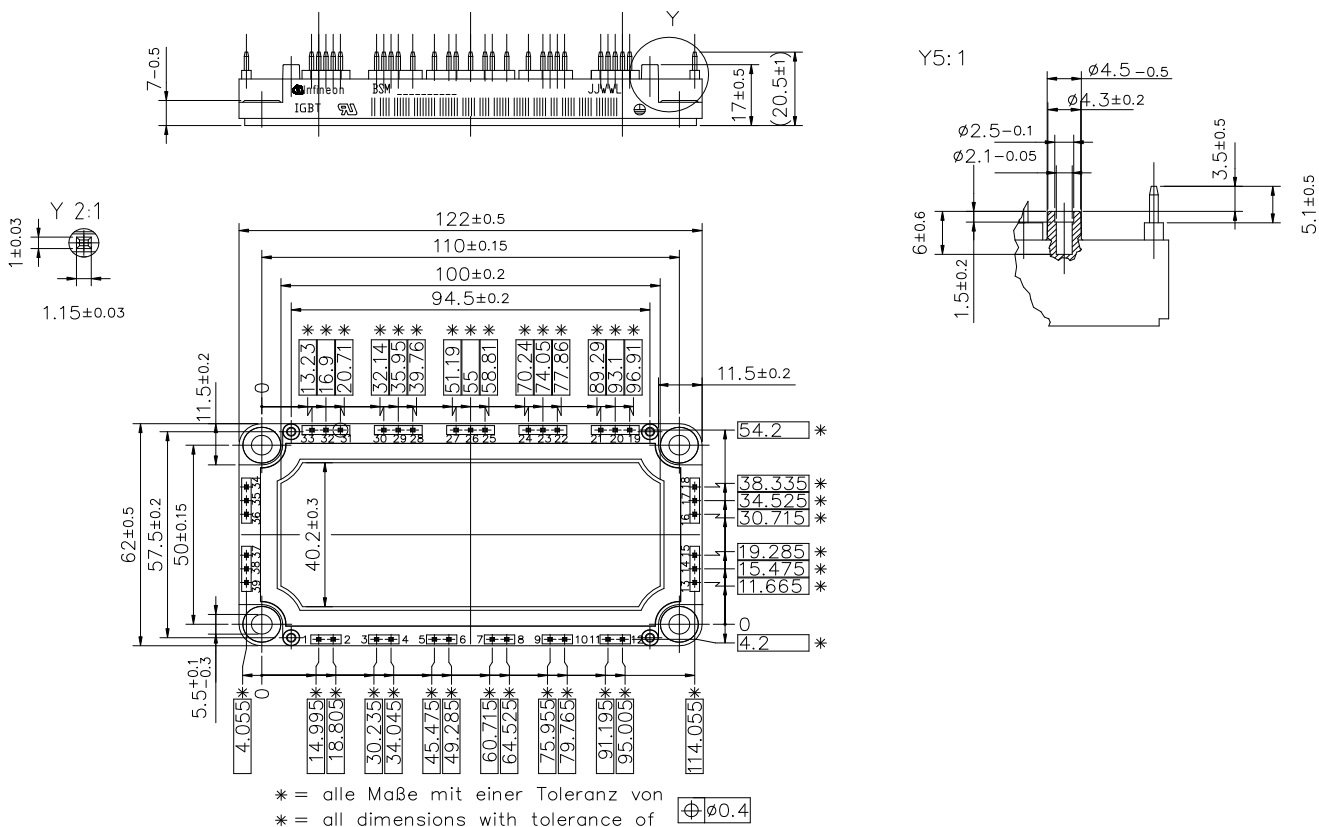 Y
7-0.5
Infineon BSM JJWWL
IGBT
17±0.5
(20.5±1)
Y5:1
ø4.5-0.5
ø4.3±0.2
ø2.5-0.1
ø2.1-0.05
3.5±0.5
5.1±0.5
6±0.6
1.5±0.2
Y 2:1
1±0.03
1.15±0.03
122±0.5
110±0.15
100±0.2
94.5±0.2
* * * * * * * * * * * * * * *
13.23 16.9 20.71 32.14 35.95 39.76 51.19 55 58.81 70.24 74.05 77.86 89.29 93.1 96.91
11.5±0.2
0
11.5±0.2
33 32 31 30 29 28 27 26 25 24 23 22 21 20 19
54.2 *
34 35 36
18 17 16
38.335 *
34.525 *
30.715 *
62±0.5
57.5±0.2
50±0.15
40.2±0.3
37 38 39
15 14 13
19.285 *
15.475 *
11.665 *
0
1 2 3 4 5 6 7 8 9 10 11 12
4.2 *
5.5+0.1-0.3
0
* * * * * * * * * * * * * *
4.055 14.995 18.805 30.235 34.045 45.475 49.285 60.715 64.525 75.955 79.765 91.195 95.005 114.055
* = alle Maße mit einer Toleranz von
* = all dimensions with tolerance of
⌖ ø0.4